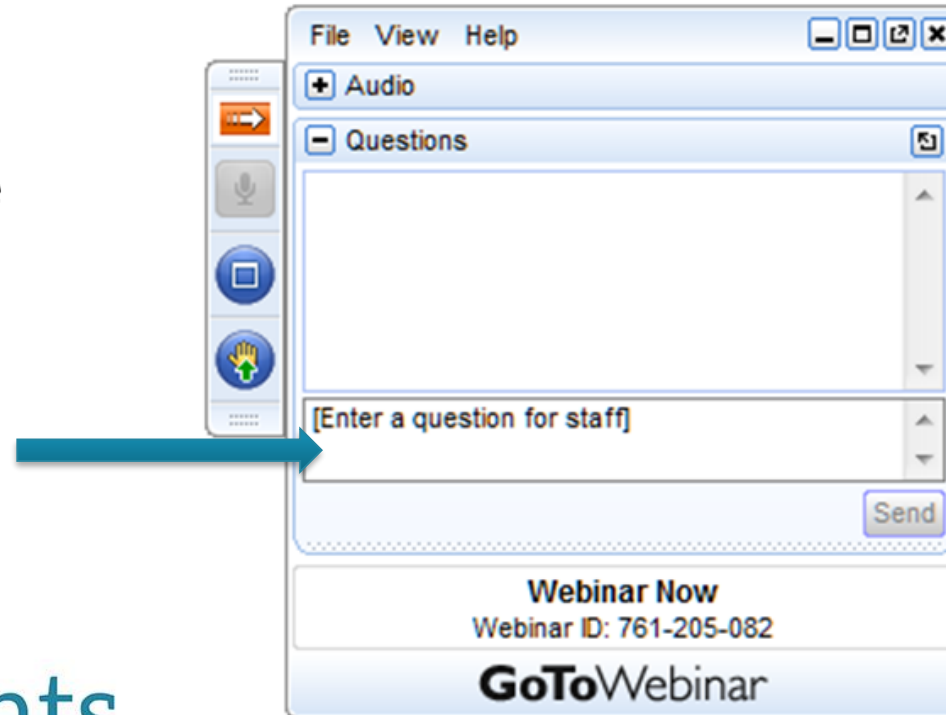 File View Help
Audio
Questions
[Enter a question for staff]
Send
Webinar Now
Webinar ID: 761-205-082
GoToWebinar